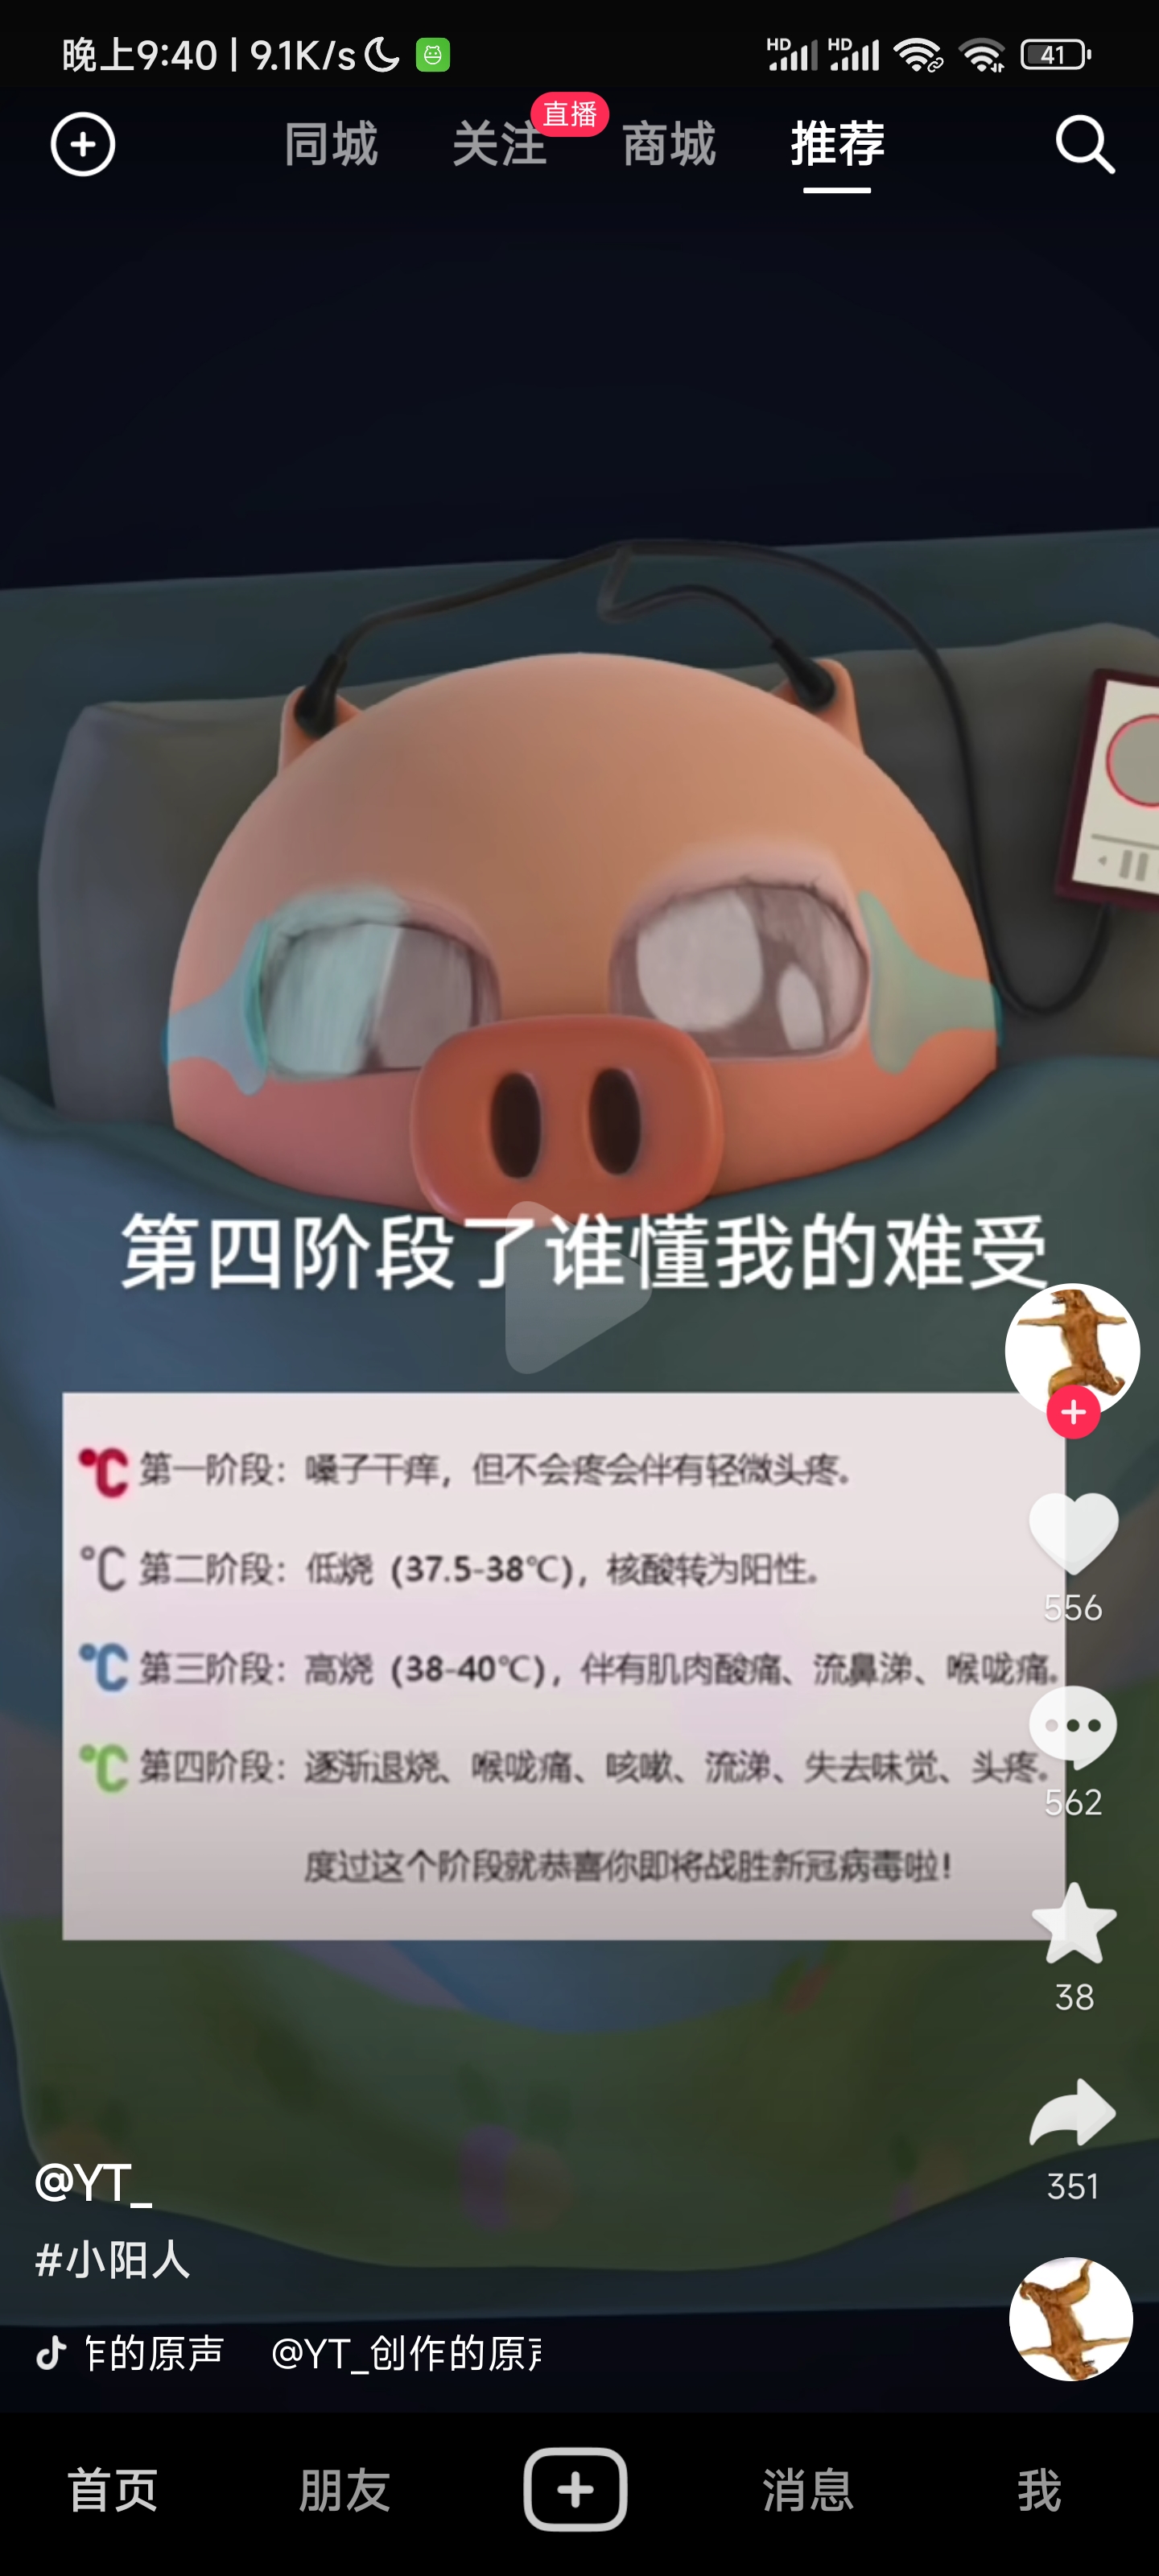 晚上9:40 | 9.1K/s
HD HD 41
同城 关注 直播 商城 推荐
第四阶段了谁懂我的难受
℃ 第一阶段：嗓子干痒，但不会疼会伴有轻微头疼。
℃ 第二阶段：低烧（37.5-38℃），核酸转为阳性。
℃ 第三阶段：高烧（38-40℃），伴有肌肉酸痛、流鼻涕、喉咙痛。
℃ 第四阶段：逐渐退烧、喉咙痛、咳嗽、流涕、失去味觉、头疼。
度过这个阶段就恭喜你即将战胜新冠病毒啦！
556
562
38
351
@YT_
#小阳人
作的原声 @YT_创作的原声
首页 朋友 消息 我